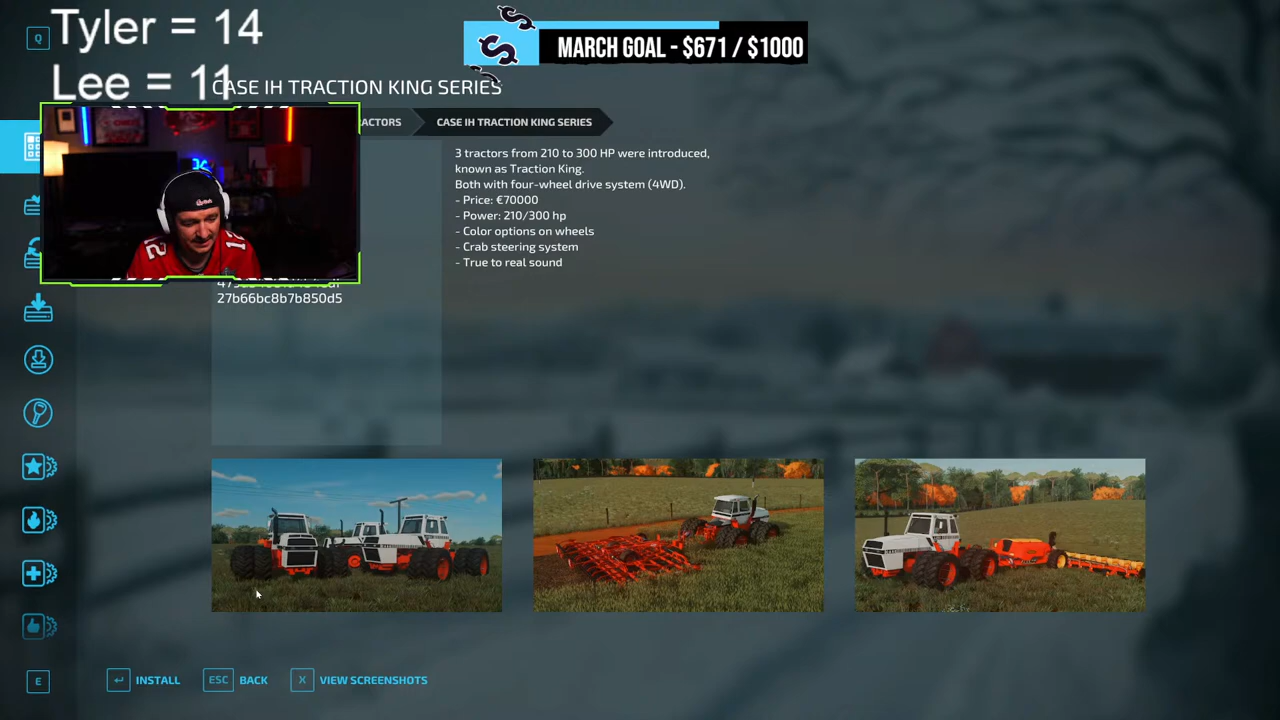 Q
Tyler = 14
Lee = 11
MARCH GOAL - $671 / $1000
CASE IH TRACTION KING SERIES
ACTORS
CASE IH TRACTION KING SERIES
3 tractors from 210 to 300 HP were introduced,
known as Traction King.
Both with four-wheel drive system (4WD).
- Price: €70000
- Power: 210/300 hp
- Color options on wheels
- Crab steering system
- True to real sound
27b66bc8b7b850d5
E
INSTALL
ESC
BACK
X
VIEW SCREENSHOTS